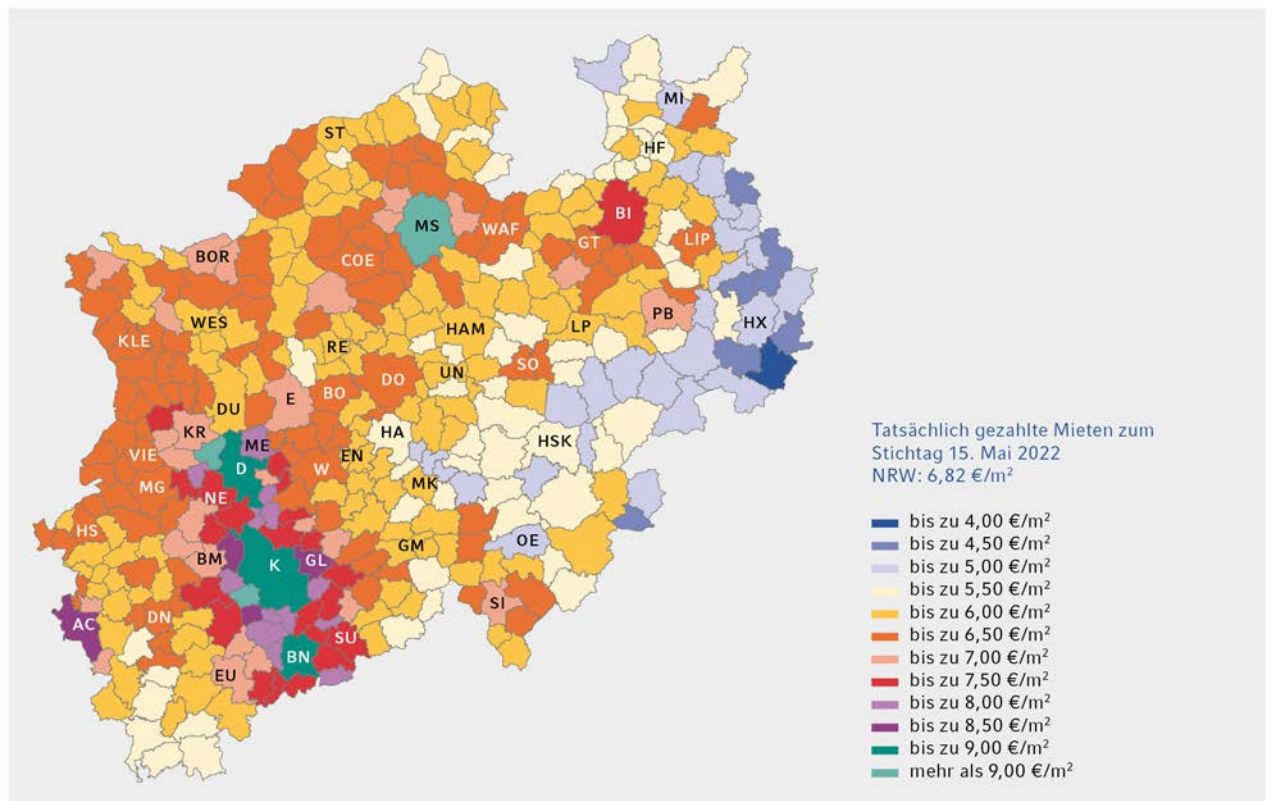 ST
MI
HF
MS
BI
WAF
GT
LIP
BOR
COE
WES
HAM
LP
PB
HX
KLE
RE
UN
SO
BO
DO
E
DU
KR
ME
HA
HSK
VIE
D
W
EN
MG
NE
MK
HS
BM
K
GL
GM
OE
AC
DN
SI
SU
BN
EU
Tatsächlich gezahlte Mieten zum
Stichtag 15. Mai 2022
NRW: 6,82 €/m²
bis zu 4,00 €/m²
bis zu 4,50 €/m²
bis zu 5,00 €/m²
bis zu 5,50 €/m²
bis zu 6,00 €/m²
bis zu 6,50 €/m²
bis zu 7,00 €/m²
bis zu 7,50 €/m²
bis zu 8,00 €/m²
bis zu 8,50 €/m²
bis zu 9,00 €/m²
mehr als 9,00 €/m²